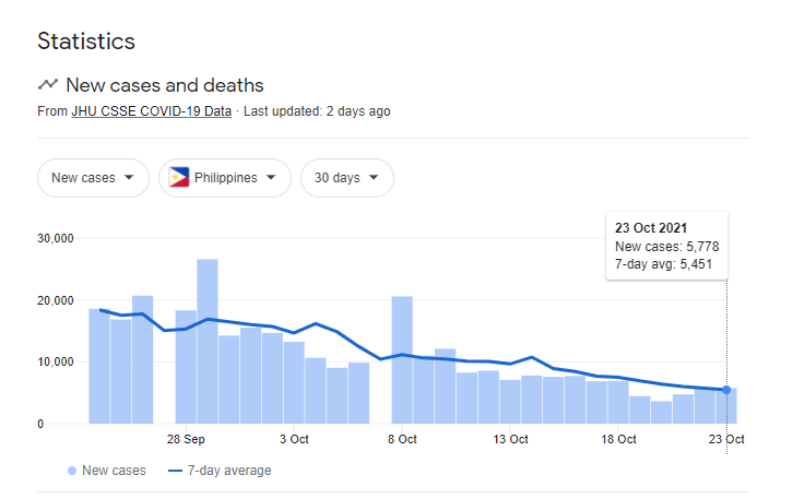 Statistics
New cases and deaths
From JHU CSSE COVID-19 Data · Last updated: 2 days ago
New cases Philippines 30 days
23 Oct 2021
New cases: 5,778
7-day avg: 5,451
30,000
20,000
10,000
0
28 Sep 3 Oct 8 Oct 13 Oct 18 Oct 23 Oct
New cases 7-day average